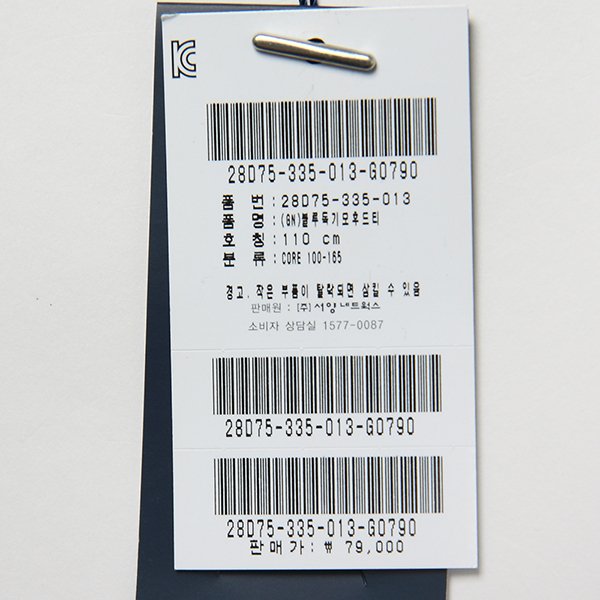 KC
28D75-335-013-G0790
품 번 : 28D75-335-013
품 명 : (GN)블루독기모후드티
호 칭 : 110 cm
분 류 : CORE 100-165
경고. 작은 부품이 탈락되면 삼킬 수 있음
판매원 : (주)서양네트웍스
소비자 상담실 1577-0087
28D75-335-013-G0790
28D75-335-013-G0790
판매가: ₩ 79,000